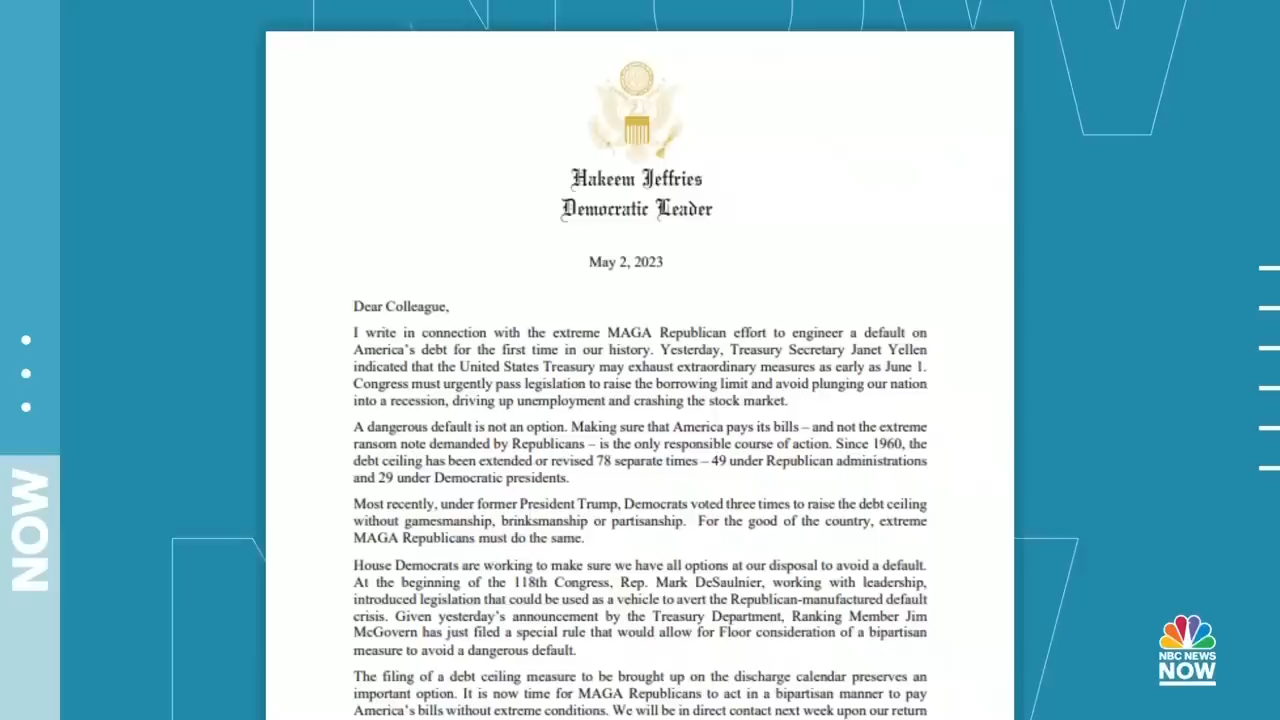 Hakeem Jeffries
Democratic Leader
May 2, 2023
Dear Colleague,
I write in connection with the extreme MAGA Republican effort to engineer a default on
America's debt for the first time in our history. Yesterday, Treasury Secretary Janet Yellen
indicated that the United States Treasury may exhaust extraordinary measures as early as June 1.
Congress must urgently pass legislation to raise the borrowing limit and avoid plunging our nation
into a recession, driving up unemployment and crashing the stock market.
A dangerous default is not an option. Making sure that America pays its bills – and not the extreme
ransom note demanded by Republicans – is the only responsible course of action. Since 1960, the
debt ceiling has been extended or revised 78 separate times – 49 under Republican administrations
and 29 under Democratic presidents.
Most recently, under former President Trump, Democrats voted three times to raise the debt ceiling
without gamesmanship, brinksmanship or partisanship. For the good of the country, extreme
MAGA Republicans must do the same.
House Democrats are working to make sure we have all options at our disposal to avoid a default.
At the beginning of the 118th Congress, Rep. Mark DeSaulnier, working with leadership,
introduced legislation that could be used as a vehicle to avert the Republican-manufactured default
crisis. Given yesterday's announcement by the Treasury Department, Ranking Member Jim
McGovern has just filed a special rule that would allow for Floor consideration of a bipartisan
measure to avoid a dangerous default.
The filing of a debt ceiling measure to be brought up on the discharge calendar preserves an
important option. It is now time for MAGA Republicans to act in a bipartisan manner to pay
America's bills without extreme conditions. We will be in direct contact next week upon our return
NOW
NBC NEWS
NOW